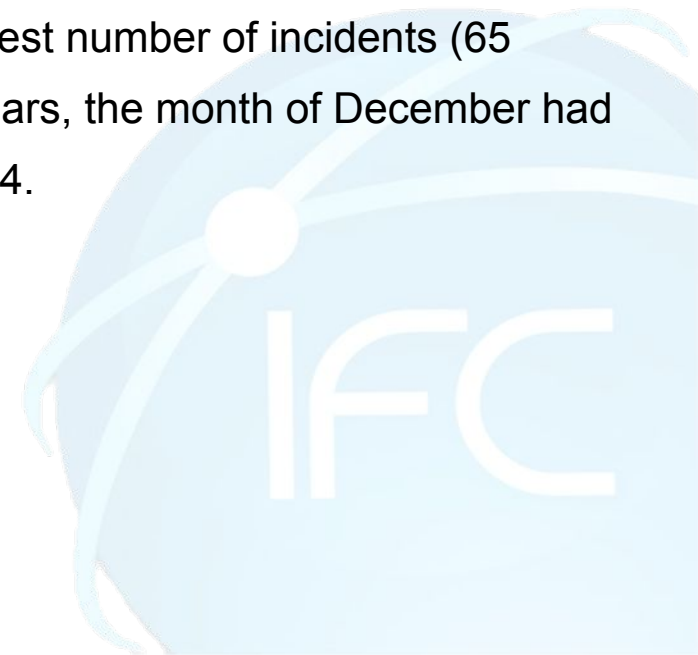 est number of incidents (65
ars, the month of December had
4.
IFC